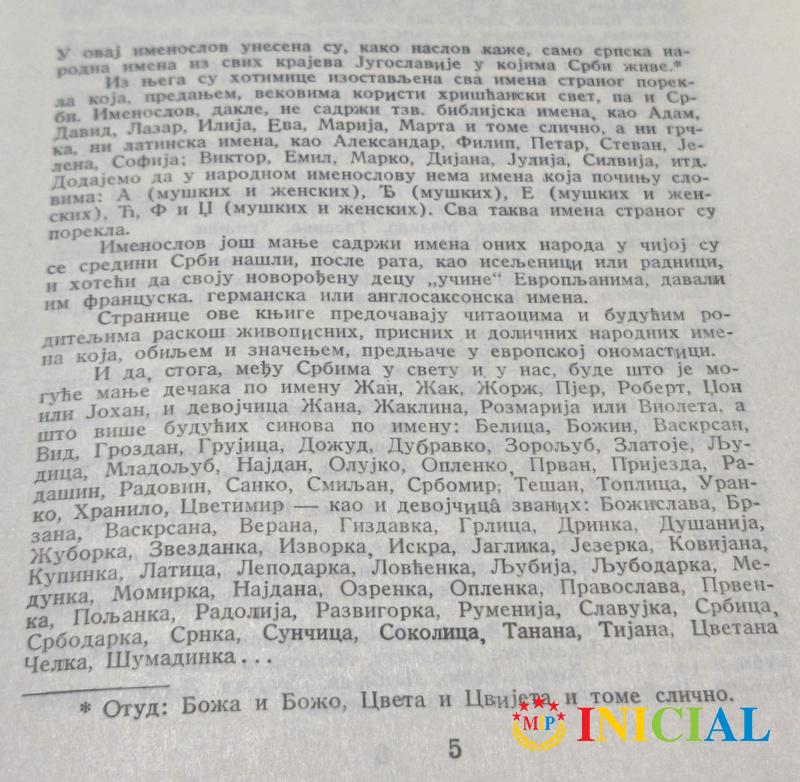 У овај именослов унесена су, како наслов каже, само српска на-
родна имена из свих крајева Југославије у којима Срби живе.*
Из њега су хотимице изостављена сва имена страног порек-
ла која, предањем, вековима користи хришћански свет, па и Ср-
би. Именослов, дакле, не садржи тзв. библијска имена, као Адам,
Давид, Лазар, Илија, Ева, Марија, Марта и томе слично, а ни грч-
ка, ни латинска имена, као Александар, Филип, Петар, Стеван, Је-
лена, Софија; Виктор, Емил, Марко, Дијана, Јулија, Силвија, итд.
Додајемо да у народном именослову нема имена која почињу сло-
вима: А (мушких и женских), Ђ (мушких), Е (мушких и жен-
ских), Ћ, Ф и Џ (мушких и женских). Сва таква имена страног су
порекла.
Именослов још мање садржи имена оних народа у чијој су
се средини Срби нашли, после рата, као исељеници или радници,
и хотећи да своју новорођену децу „учине“ Европљанима, давали
им француска. германска или англосаксонска имена.
Странице ове књиге предочавају читаоцима и будућим ро-
дитељима раскош живописних, присних и доличних народних име-
на која, обиљем и значењем, предњаче у европској ономастици.
И да, стога, међу Србима у свету и у нас, буде што је мо-
гуће мање дечака по имену Жан, Жак, Жорж, Пјер, Роберт, Џон
или Јохан, и девојчица Жана, Жаклина, Розмарија или Виолета, а
што више будућих синова по имену: Белица, Божин, Васкрсан,
Вид, Гроздан, Грујица, Дожуд, Дубравко, Зорољуб, Златоје, Љу-
дица, Младољуб, Најдан, Олујко, Опленко, Прван, Пријезда, Ра-
дашин, Радовин, Санко, Смиљан, Србомир, Тешан, Топлица, Уран-
ко, Хранило, Цветимир — као и девојчицâ званих: Божислава, Бр-
зана, Васкрсана, Верана, Гиздавка, Грлица, Дринка, Душанија,
Жуборка, Звезданка, Изворка, Искра, Јаглика, Језерка, Ковијана,
Купинка, Латица, Леподарка, Ловћенка, Љубија, Љубодарка, Ме-
дунка, Момирка, Најдана, Озренка, Опленка, Православа, Првен-
ка, Пољанка, Радолија, Развигорка, Руменија, Славујка, Србица,
Србодарка, Срнка, Сунчица, Соколица, Танана, Тијана, Цветана
Челка, Шумадинка...
* Отуд: Божа и Божо, Цвета и Цвијета и томе слично.
MIP INICIAL
5